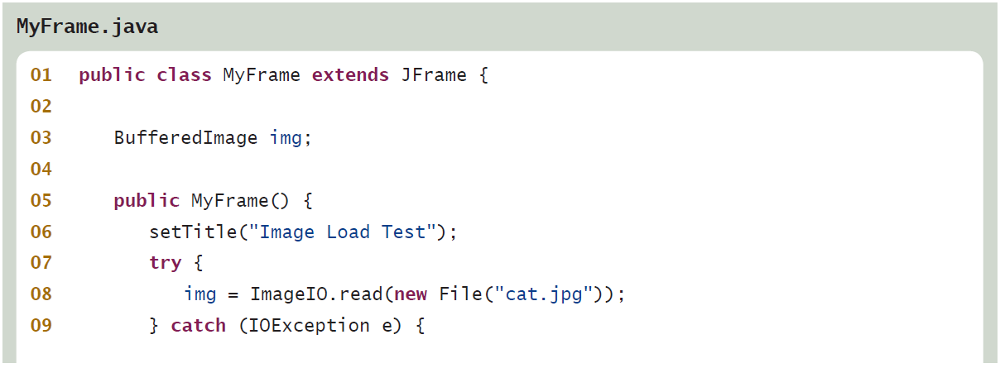 MyFrame.java
01 public class MyFrame extends JFrame {
02
03 BufferedImage img;
04
05 public MyFrame() {
06 setTitle("Image Load Test");
07 try {
08 img = ImageIO.read(new File("cat.jpg"));
09 } catch (IOException e) {